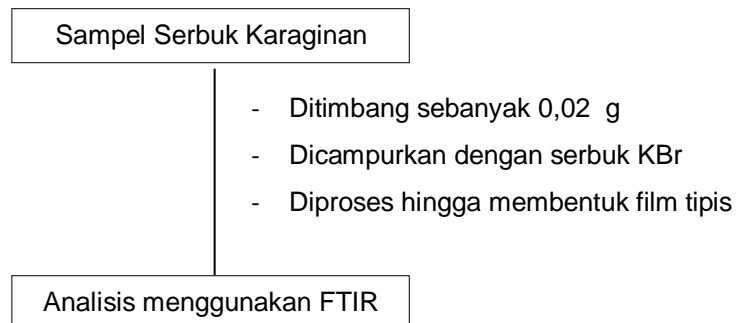 Sampel Serbuk Karaginan
- Ditimbang sebanyak 0,02 g
- Dicampurkan dengan serbuk KBr
- Diproses hingga membentuk film tipis
Analisis menggunakan FTIR